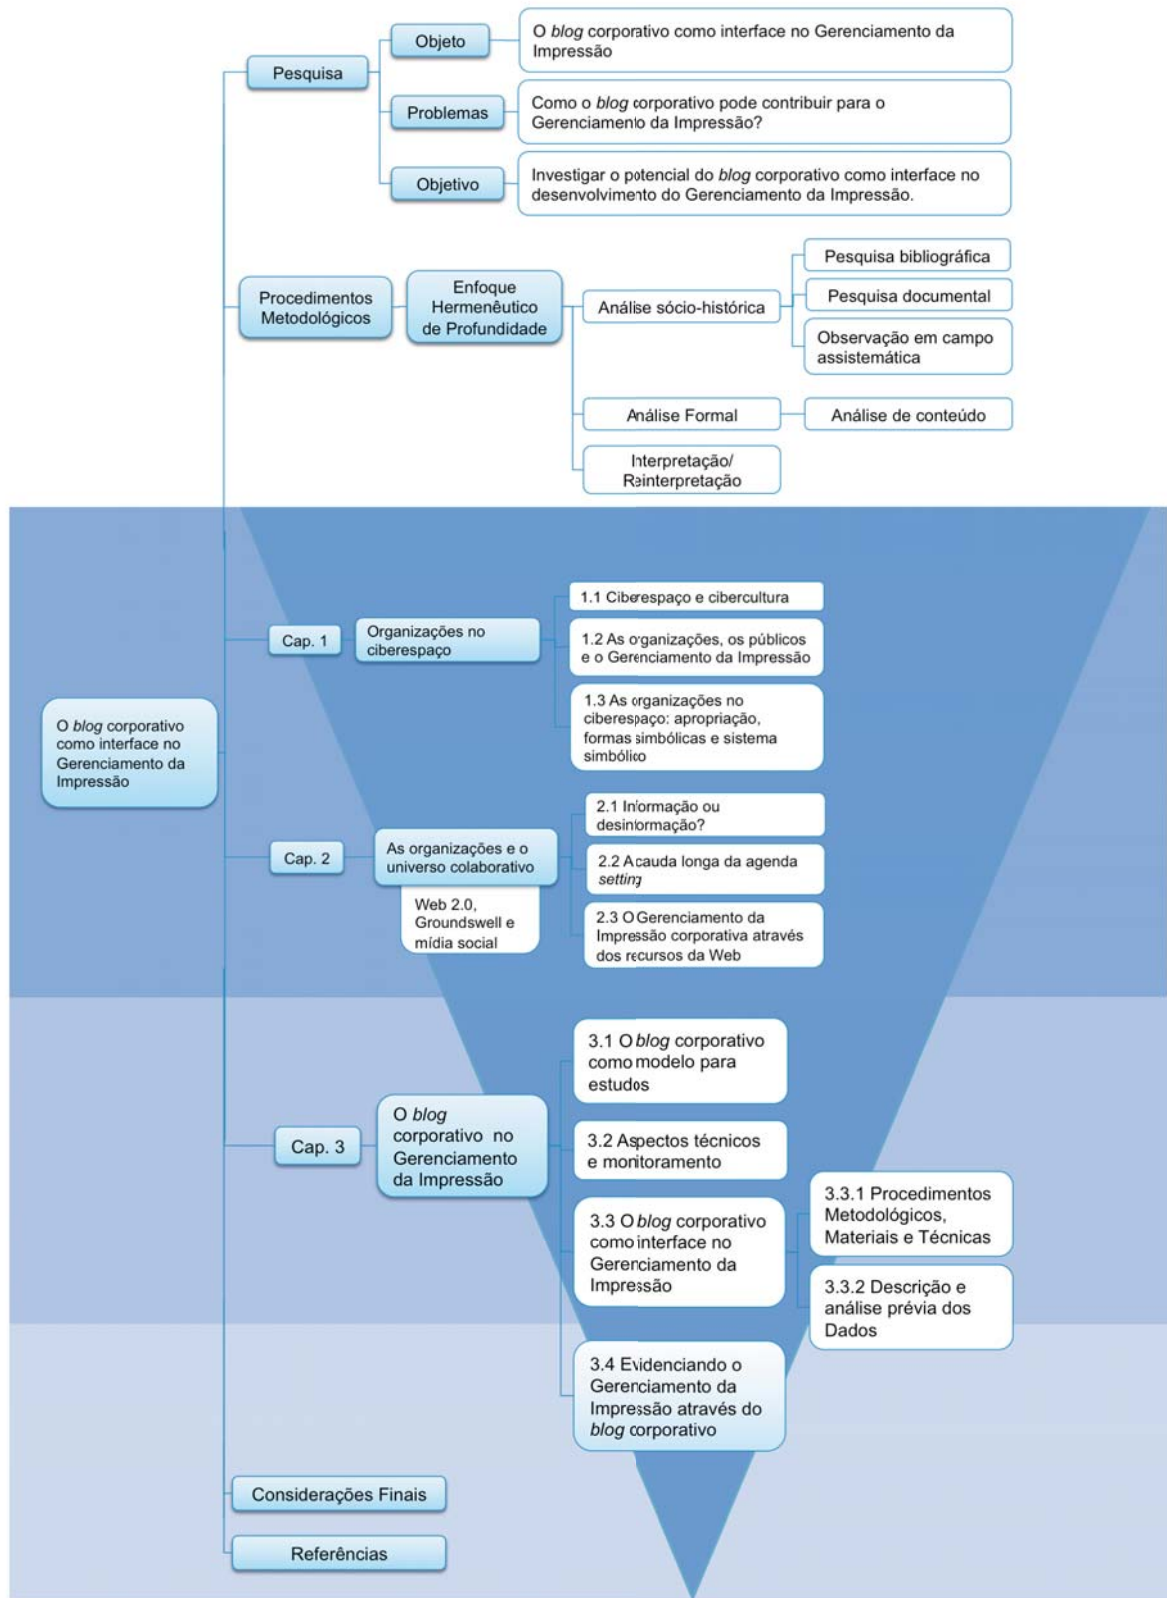 Pesquisa
Objeto
O blog corporativo como interface no Gerenciamento da
Impressão
Problemas
Como o blog corporativo pode contribuir para o
Gerenciamento da Impressão?
Objetivo
Investigar o potencial do blog corporativo como interface no
desenvolvimento do Gerenciamento da Impressão.
Procedimentos
Metodológicos
Enfoque
Hermenêutico
de Profundidade
Análise sócio-histórica
Pesquisa bibliográfica
Pesquisa documental
Observação em campo
assistemática
Análise Formal
Análise de conteúdo
Interpretação/
Reinterpretação
O blog corporativo
como interface no
Gerenciamento da
Impressão
Cap. 1
Organizações no
ciberespaço
1.1 Ciberespaço e cibercultura
1.2 As organizações, os públicos
e o Gerenciamento da Impressão
1.3 As organizações no
ciberespaço: apropriação,
formas simbólicas e sistema
simbólico
Cap. 2
As organizações e o
universo colaborativo
Web 2.0,
Groundswell e
mídia social
2.1 Informação ou
desinformação?
2.2 A cauda longa da agenda
setting
2.3 O Gerenciamento da
Impressão corporativa através
dos recursos da Web
Cap. 3
O blog
corporativo no
Gerenciamento
da Impressão
3.1 O blog corporativo
como modelo para
estudos
3.2 Aspectos técnicos
e monitoramento
3.3 O blog corporativo
como interface no
Gerenciamento da
Impressão
3.3.1 Procedimentos
Metodológicos,
Materiais e Técnicas
3.3.2 Descrição e
análise prévia dos
Dados
3.4 Evidenciando o
Gerenciamento da
Impressão através do
blog corporativo
Considerações Finais
Referências